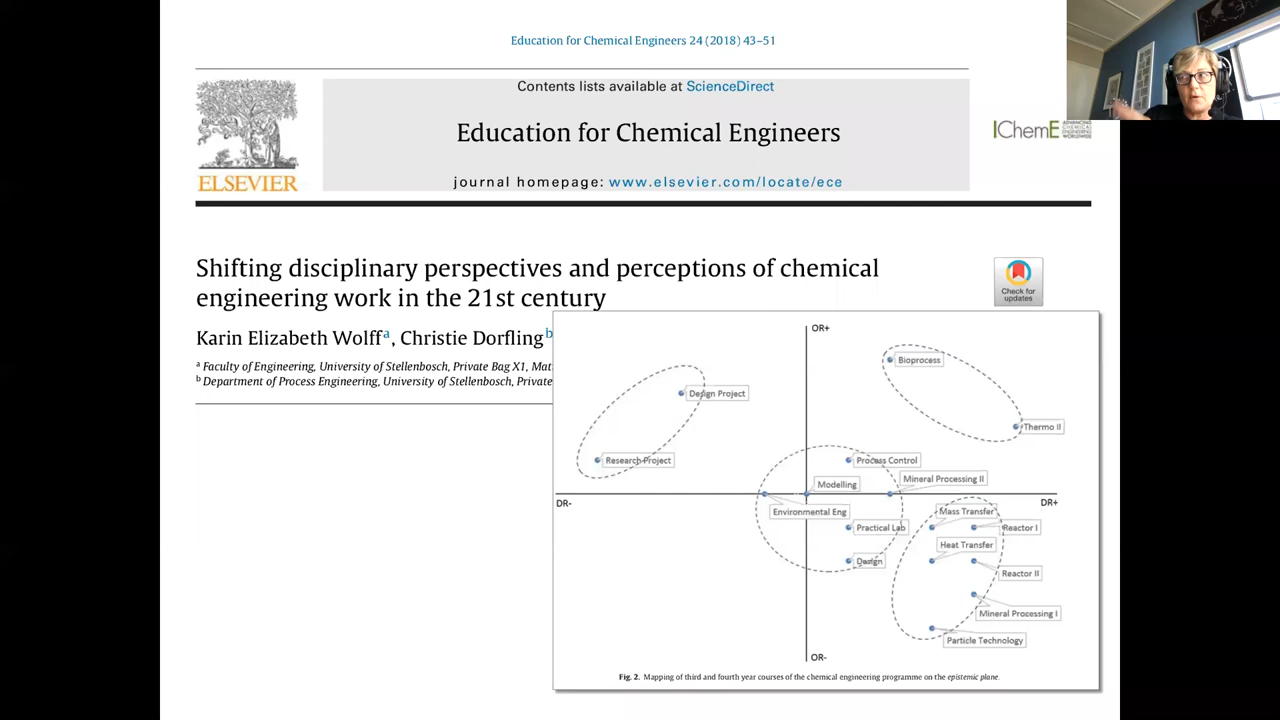 Education for Chemical Engineers 24 (2018) 43–51
Contents lists available at ScienceDirect
Education for Chemical Engineers
journal homepage: www.elsevier.com/locate/ece
ELSEVIER
IChemE
ADVANCING
CHEMICAL
ENGINEERING
WORLDWIDE
Shifting disciplinary perspectives and perceptions of chemical
engineering work in the 21st century
Check for
updates
Karin Elizabeth Wolff a, Christie Dorfling b
a Faculty of Engineering, University of Stellenbosch, Private Bag X1, Mat
b Department of Process Engineering, University of Stellenbosch, Private
OR+
Bioprocess
Design Project
Thermo II
Research Project
Process Control
Mineral Processing II
Modelling
DR-
DR+
Environmental Eng
Mass Transfer
Practical Lab
Reactor I
Heat Transfer
Design
Reactor II
Mineral Processing I
Particle Technology
OR-
Fig. 2. Mapping of third and fourth year courses of the chemical engineering programme on the epistemic plane.